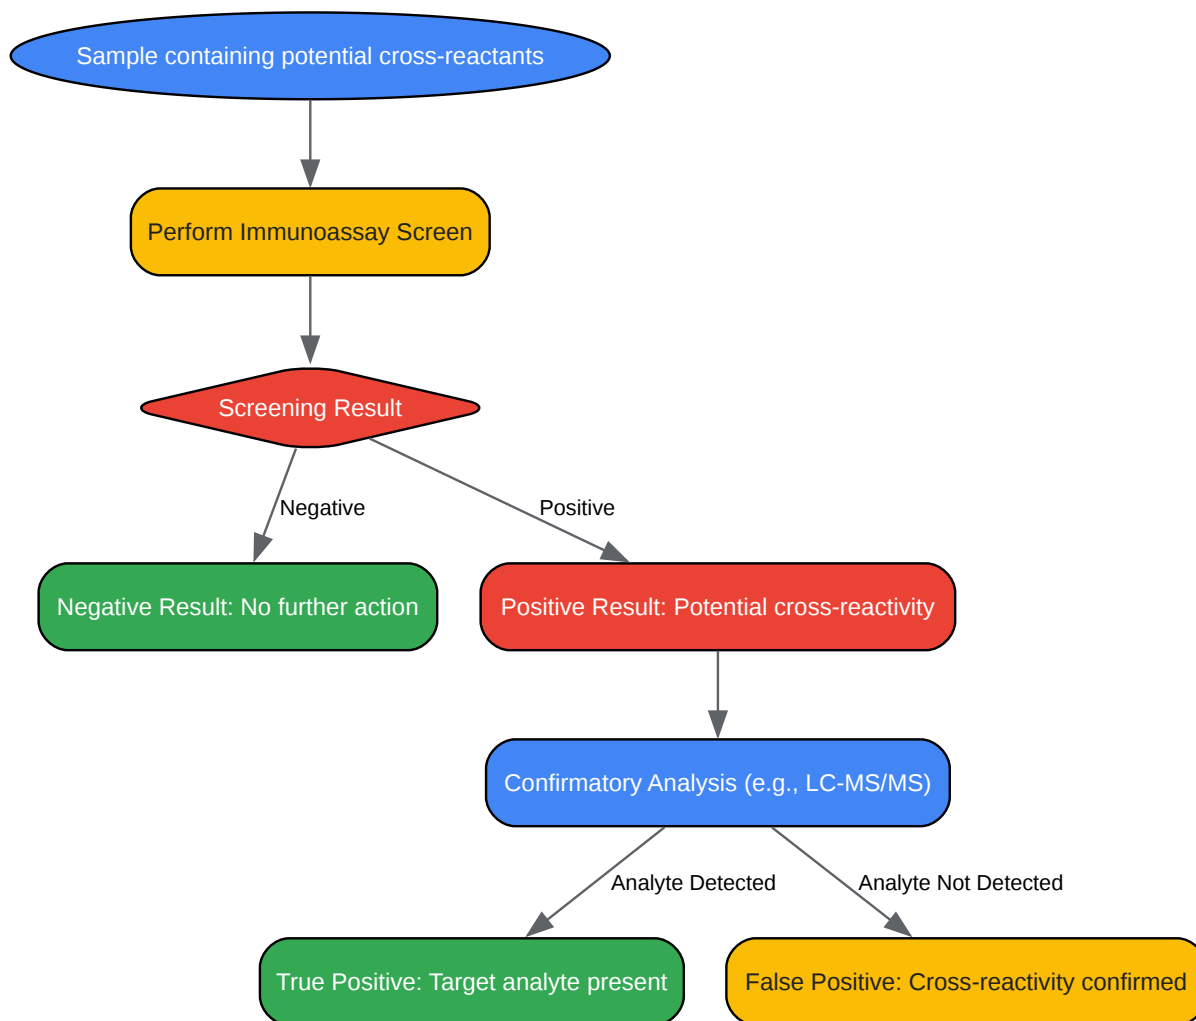 Sample containing potential cross-reactants
Perform Immunoassay Screen
Screening Result
Negative
Positive
Negative Result: No further action
Positive Result: Potential cross-reactivity
Confirmatory Analysis (e.g., LC-MS/MS)
Analyte Detected
Analyte Not Detected
True Positive: Target analyte present
False Positive: Cross-reactivity confirmed